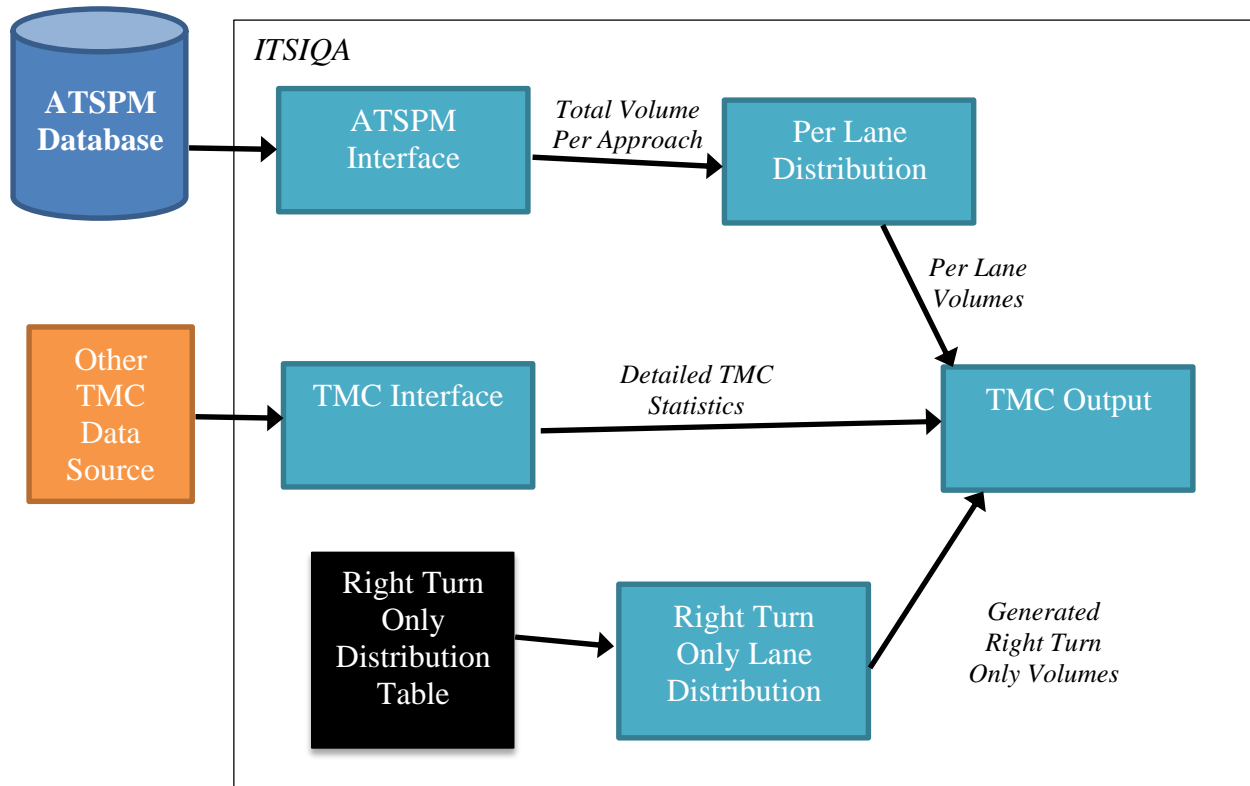 ITSIQA
ATSPM
Database
ATSPM
Interface
Total Volume
Per Approach
Per Lane
Distribution
Per Lane
Volumes
Other
TMC
Data
Source
TMC Interface
Detailed TMC
Statistics
TMC Output
Right Turn
Only
Distribution
Table
Right Turn
Only Lane
Distribution
Generated
Right Turn
Only Volumes